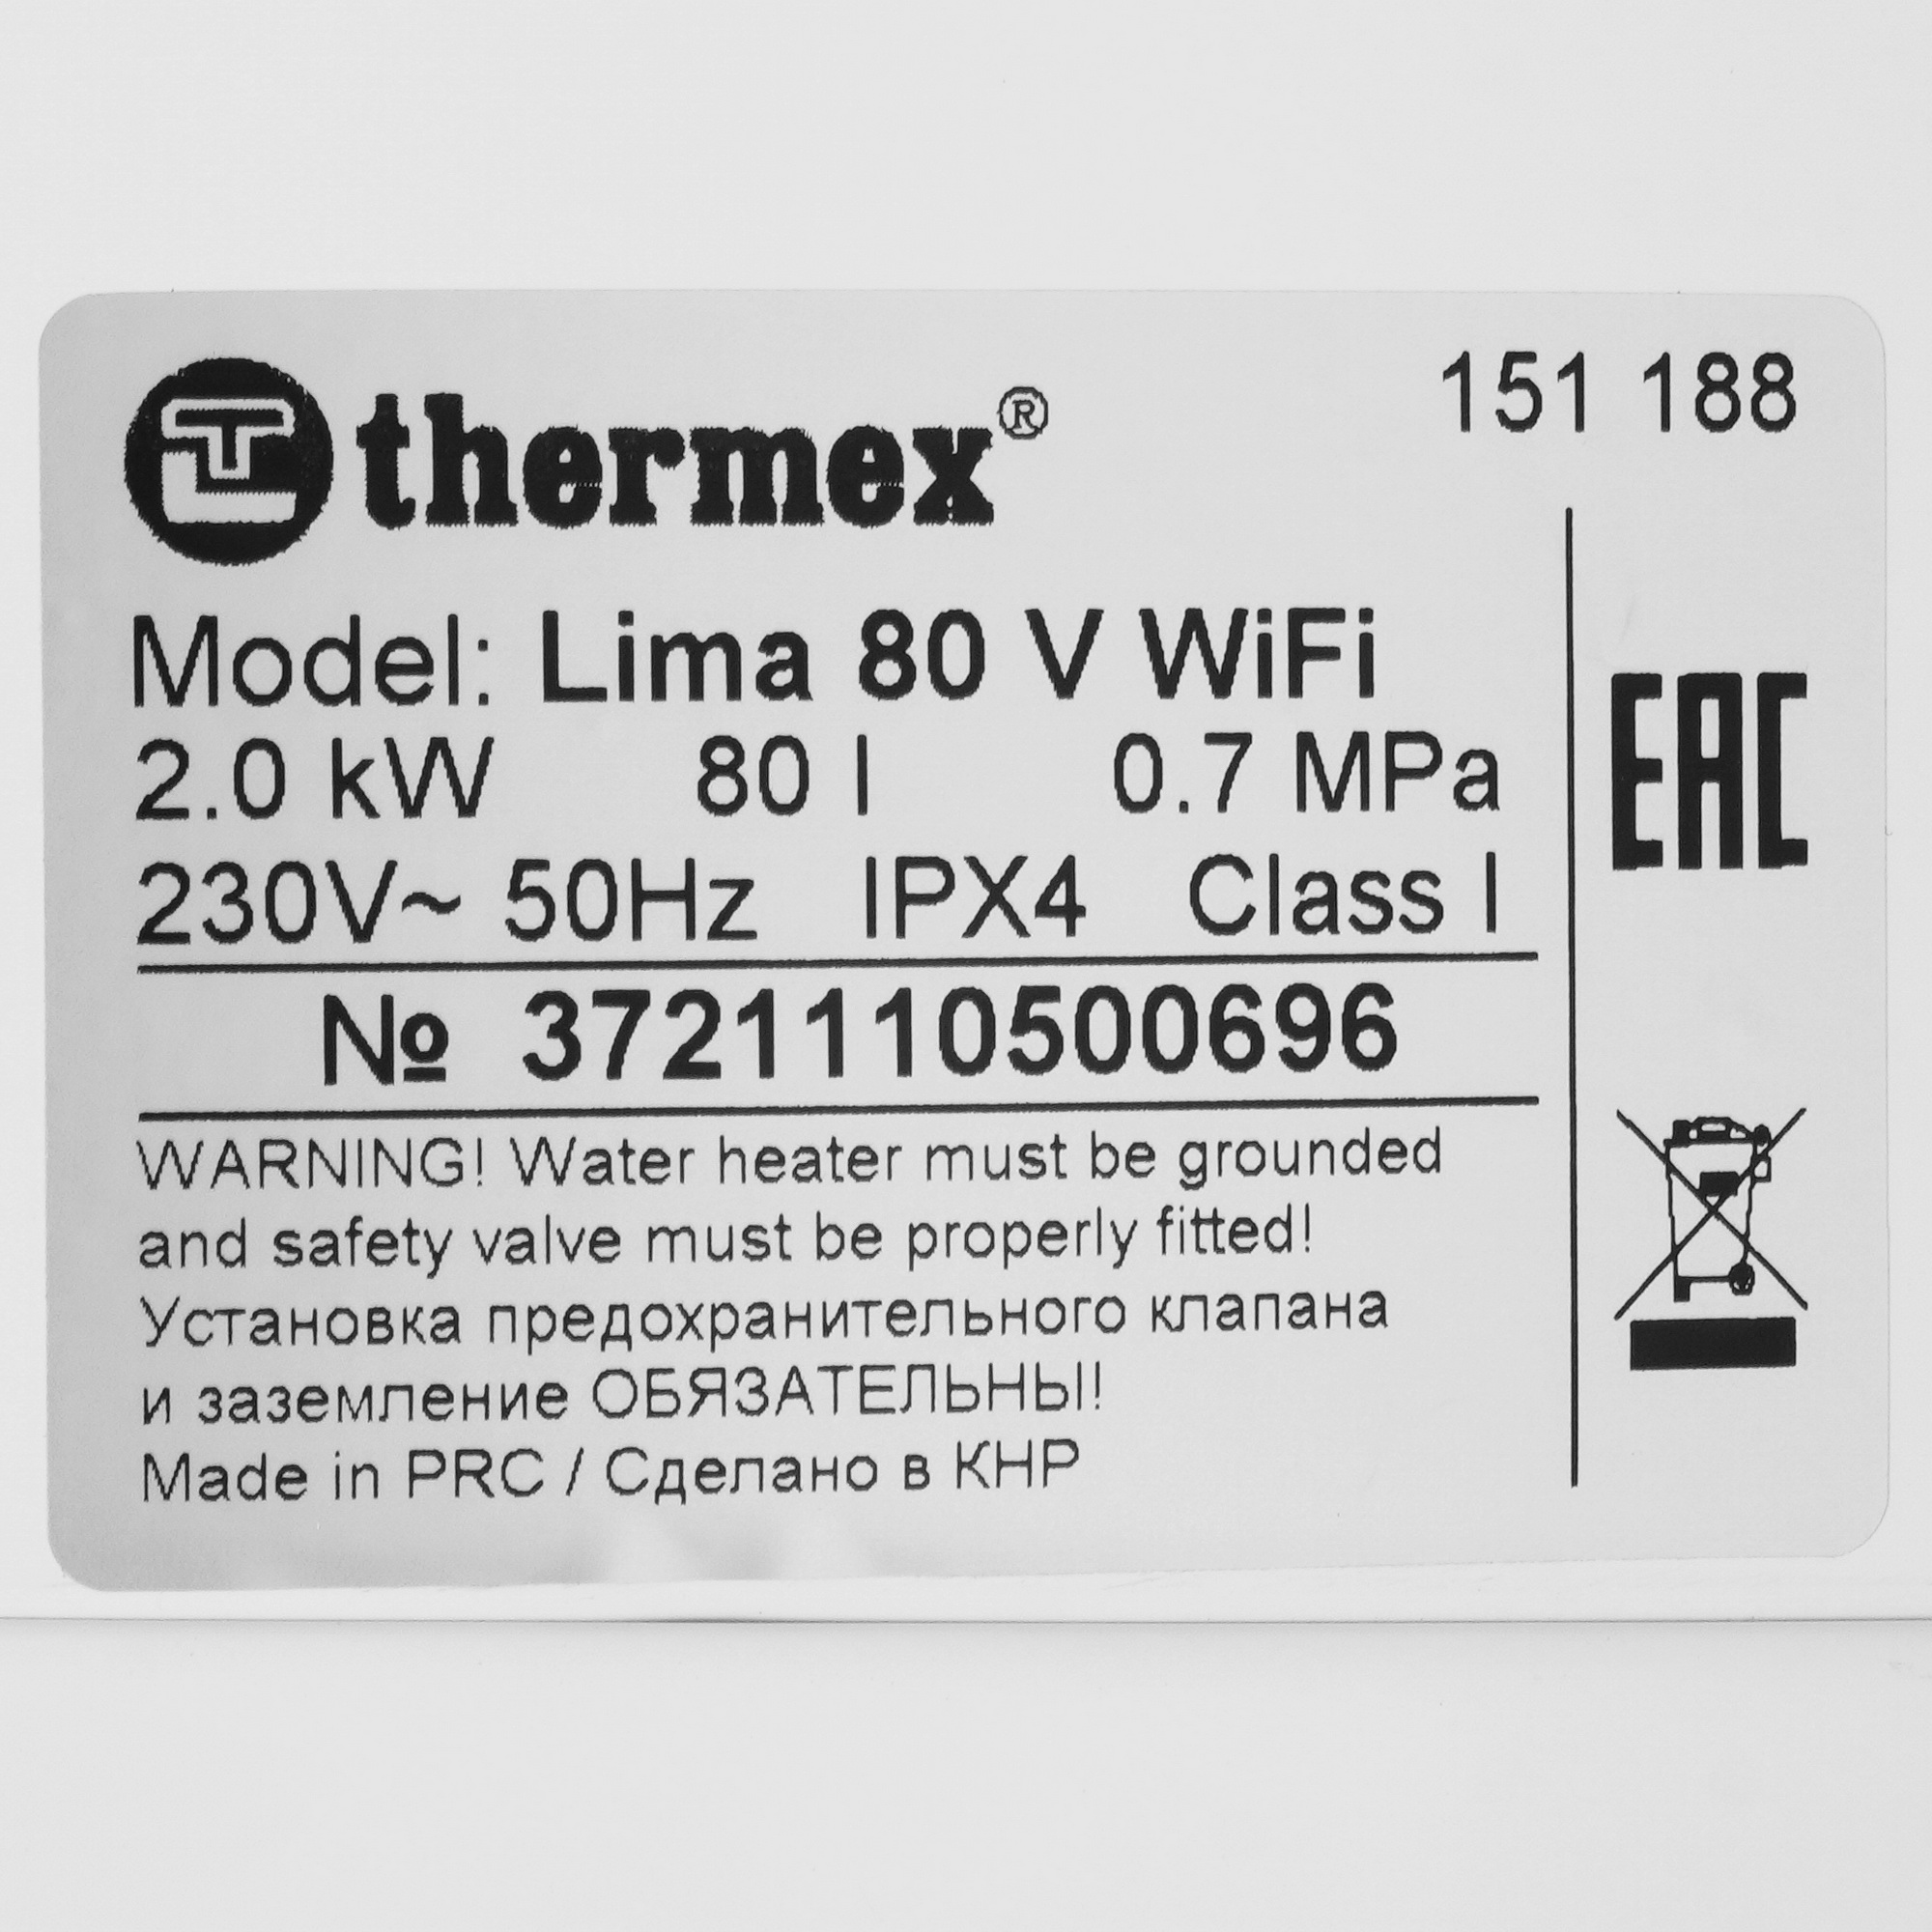 thermex® 151 188
Model: Lima 80 V WiFi
2.0 kW 80 l 0.7 MPa
230V~ 50Hz IPX4 Class I
EAC
№ 3721110500696
WARNING! Water heater must be grounded
and safety valve must be properly fitted!
Установка предохранительного клапана
и заземление ОБЯЗАТЕЛЬНЫ!
Made in PRC / Сделано в КНР